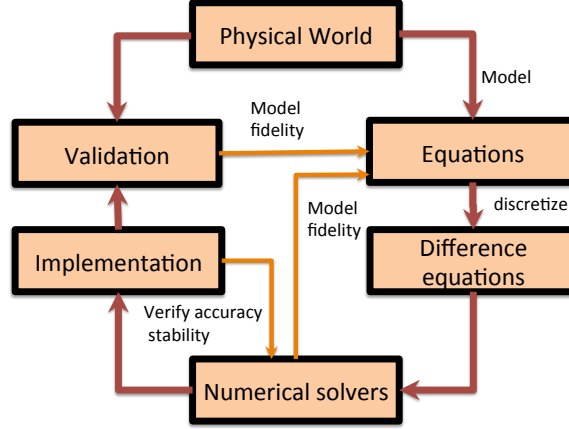 Physical World
Model
Model
fidelity
Validation
Equations
Model
fidelity
discretize
Implementation
Difference
equations
Verify accuracy
stability
Numerical solvers